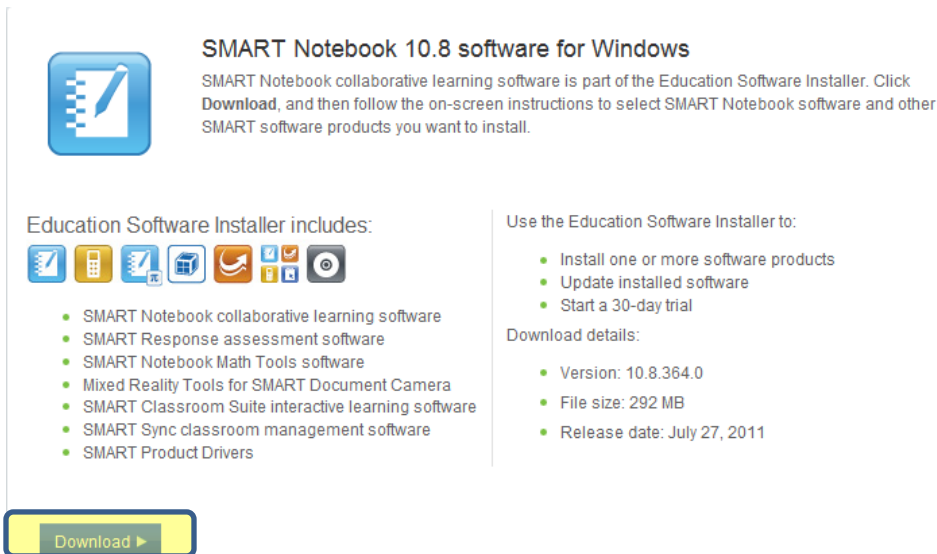 SMART Notebook 10.8 software for Windows
SMART Notebook collaborative learning software is part of the Education Software Installer. Click
Download, and then follow the on-screen instructions to select SMART Notebook software and other
SMART software products you want to install.
Education Software Installer includes:
π
SMART Notebook collaborative learning software
SMART Response assessment software
SMART Notebook Math Tools software
Mixed Reality Tools for SMART Document Camera
SMART Classroom Suite interactive learning software
SMART Sync classroom management software
SMART Product Drivers
Use the Education Software Installer to:
Install one or more software products
Update installed software
Start a 30-day trial
Download details:
Version: 10.8.364.0
File size: 292 MB
Release date: July 27, 2011
Download